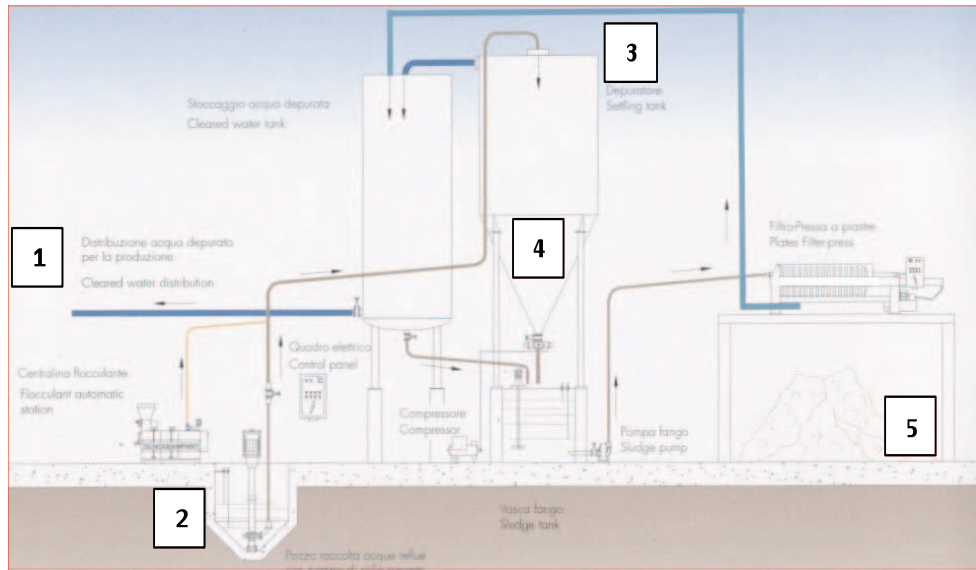 3
Depuratore
Settling tank
Stoccaggio acqua depurata
Cleared water tank
1
Distribuzione acqua depurata
per la produzione
Cleared water distribution
4
Filtro-Pressa a piastre
Plates Filter-press
Quadro elettrico
Control panel
Centralina flocculante
Flocculant automatic
station
Compressore
Compressor
Pompa fango
Sludge pump
5
2
Vasca fango
Sludge tank
Pozzo raccolta acque reflue